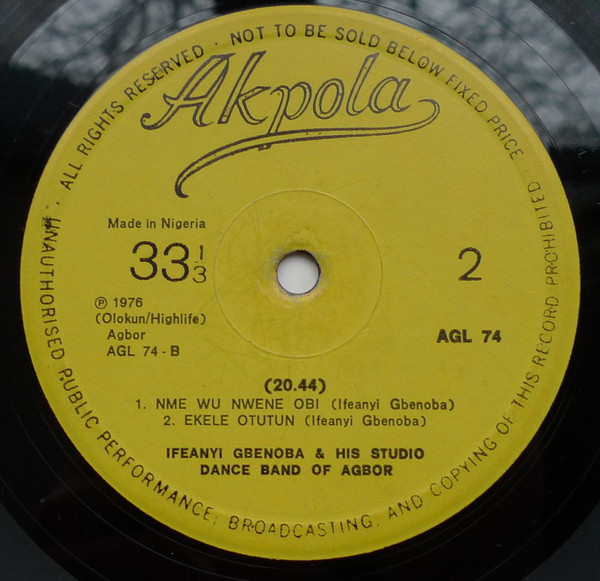 ALL RIGHTS RESERVED · NOT TO BE SOLD BELOW FIXED PRICE ·
Akpola
Made in Nigeria
33⅓
2
℗ 1976
(Olokun/Highlife)
Agbor
AGL 74-B
AGL 74
(20.44)
1. NME WU NWENE OBI (Ifeanyi Gbenoba)
2. EKELE OTUTUN (Ifeanyi Gbenoba)
IFEANYI GBENOBA & HIS STUDIO
DANCE BAND OF AGBOR
UNAUTHORISED PUBLIC PERFORMANCE, BROADCASTING, AND COPYING OF THIS RECORD PROHIBITED ·